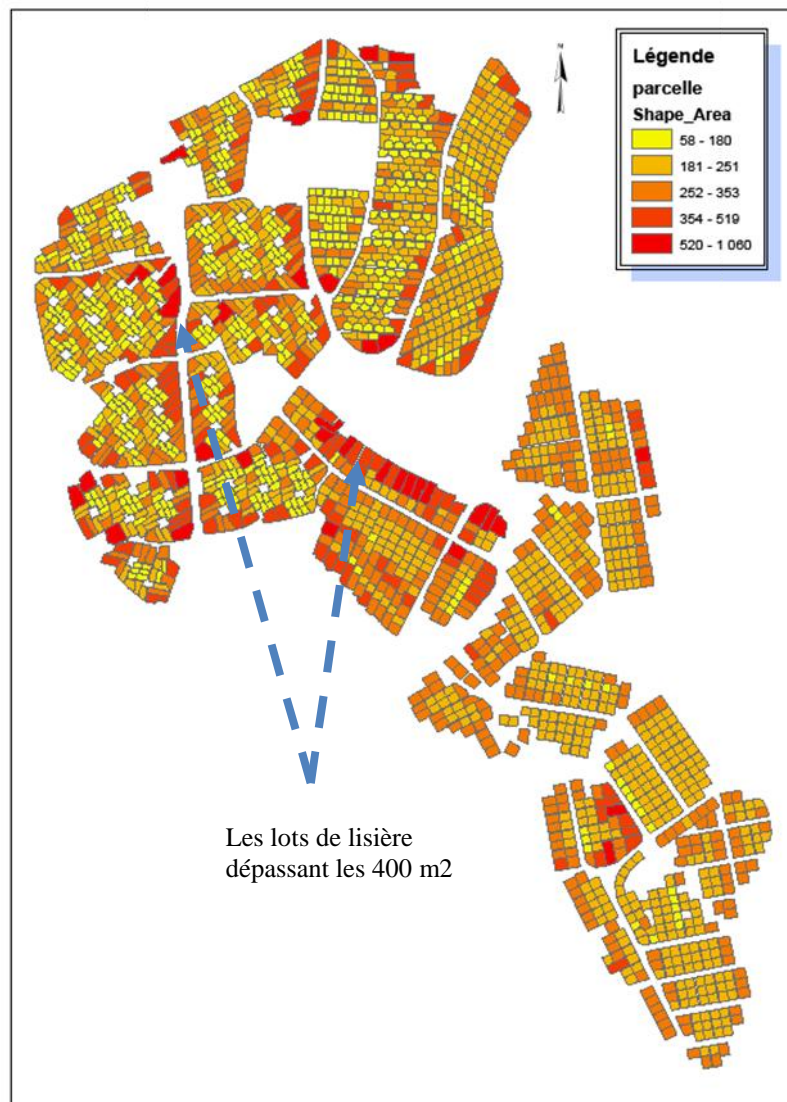 N
Légende
parcelle
Shape_Area
58 - 180
181 - 251
252 - 353
354 - 519
520 - 1 060
Les lots de lisière
dépassant les 400 m2